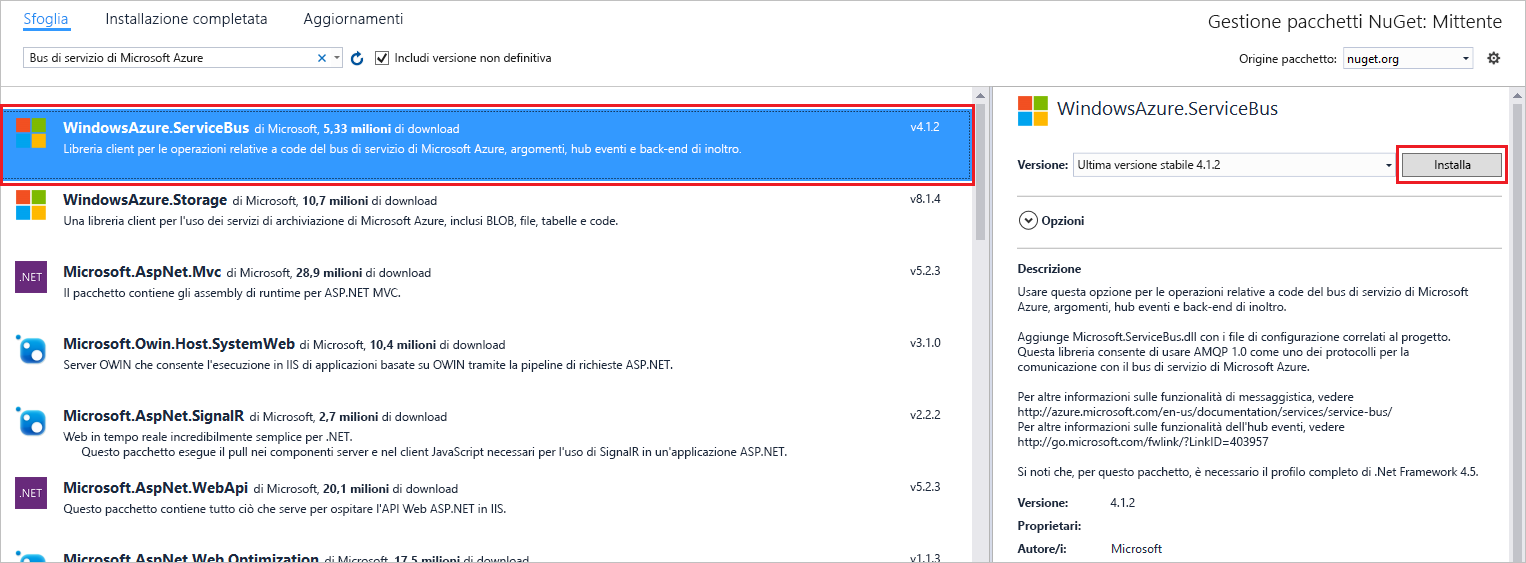 Sfoglia Installazione completata Aggiornamenti
Gestione pacchetti NuGet: Mittente
Bus di servizio di Microsoft Azure
Includi versione non definitiva
Origine pacchetto: nuget.org
WindowsAzure.ServiceBus di Microsoft, 5,33 milioni di download v4.1.2
Libreria client per le operazioni relative a code del bus di servizio di Microsoft Azure, argomenti, hub eventi e back-end di inoltro.
WindowsAzure.Storage di Microsoft, 10,7 milioni di download v8.1.4
Una libreria client per l'uso dei servizi di archiviazione di Microsoft Azure, inclusi BLOB, file, tabelle e code.
.NET
Microsoft.AspNet.Mvc di Microsoft, 28,9 milioni di download v5.2.3
Il pacchetto contiene gli assembly di runtime per ASP.NET MVC.
Microsoft.Owin.Host.SystemWeb di Microsoft, 10,4 milioni di download v3.1.0
Server OWIN che consente l'esecuzione in IIS di applicazioni basate su OWIN tramite la pipeline di richieste ASP.NET.
Microsoft.AspNet.SignalR di Microsoft, 2,7 milioni di download v2.2.2
Web in tempo reale incredibilmente semplice per .NET.
Questo pacchetto esegue il pull nei componenti server e nel client JavaScript necessari per l'uso di SignalR in un'applicazione ASP.NET.
.NET
Microsoft.AspNet.WebApi di Microsoft, 20,1 milioni di download v5.2.3
Questo pacchetto contiene tutto ciò che serve per ospitare l'API Web ASP.NET in IIS.
Microsoft.AspNet.Web.Optimization di Microsoft, 17,5 milioni di download v1.1.3
WindowsAzure.ServiceBus
Versione: Ultima versione stabile 4.1.2 Installa
Opzioni
Descrizione
Usare questa opzione per le operazioni relative a code del bus di servizio di Microsoft
Azure, argomenti, hub eventi e back-end di inoltro.
Aggiunge Microsoft.ServiceBus.dll con i file di configurazione correlati al progetto.
Questa libreria consente di usare AMQP 1.0 come uno dei protocolli per la
comunicazione con il bus di servizio di Microsoft Azure.
Per altre informazioni sulle funzionalità di messaggistica, vedere
http://azure.microsoft.com/en-us/documentation/services/service-bus/
Per altre informazioni sulle funzionalità dell'hub eventi, vedere
http://go.microsoft.com/fwlink/?LinkID=403957
Si noti che, per questo pacchetto, è necessario il profilo completo di .Net Framework 4.5.
Versione: 4.1.2
Proprietari:
Autore/i: Microsoft